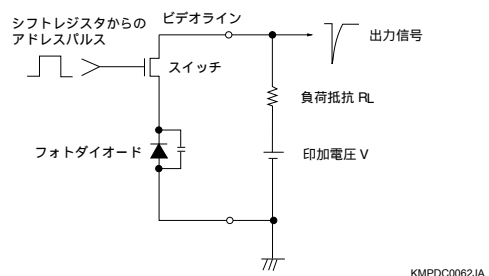 シフトレジスタからの
アドレスパルス
ビデオライン
出力信号
スイッチ
負荷抵抗 RL
フォトダイオード
印加電圧 V
KMPDC0062JA